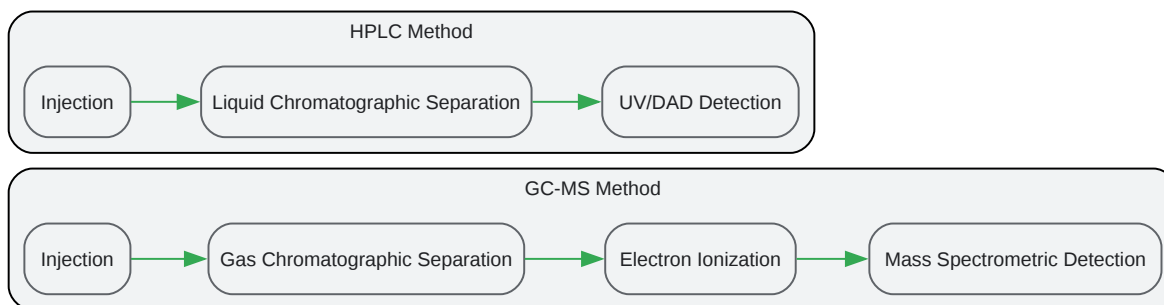 HPLC Method
Injection
Liquid Chromatographic Separation
UV/DAD Detection
GC-MS Method
Injection
Gas Chromatographic Separation
Electron Ionization
Mass Spectrometric Detection